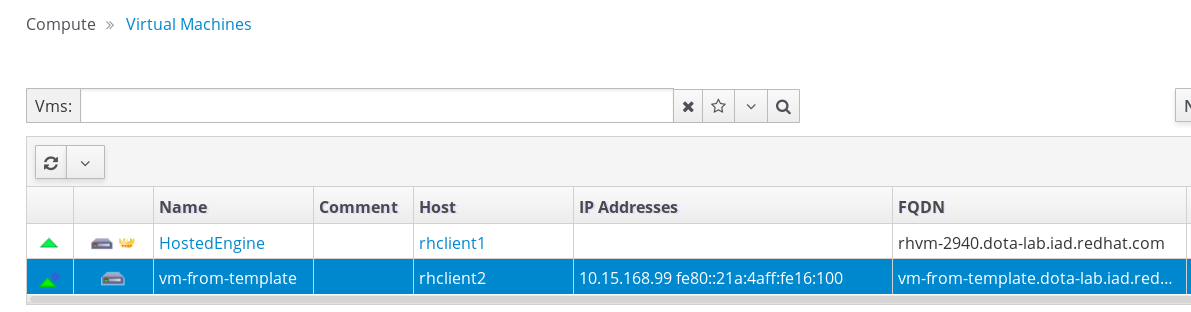 Compute » Virtual Machines
Vms:
Name Comment Host IP Addresses FQDN
HostedEngine rhclient1 rhvm-2940.dota-lab.iad.redhat.com
vm-from-template rhclient2 10.15.168.99 fe80::21a:4aff:fe16:100 vm-from-template.dota-lab.iad.red...